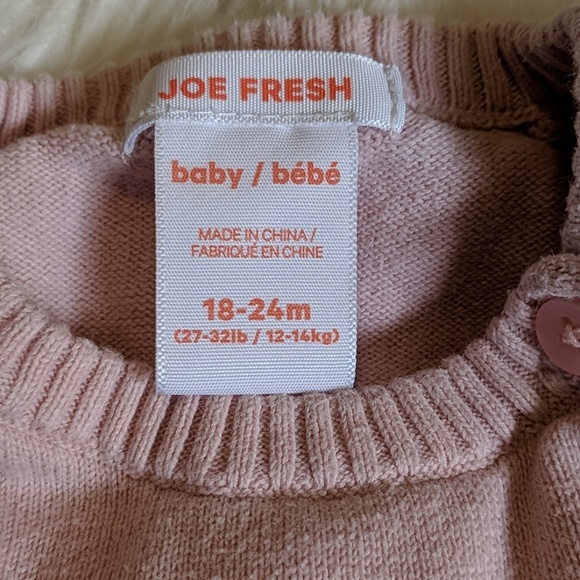 JOE FRESH
baby / bébé
MADE IN CHINA /
FABRIQUÉ EN CHINE
18-24m
(27-32lb / 12-14kg)